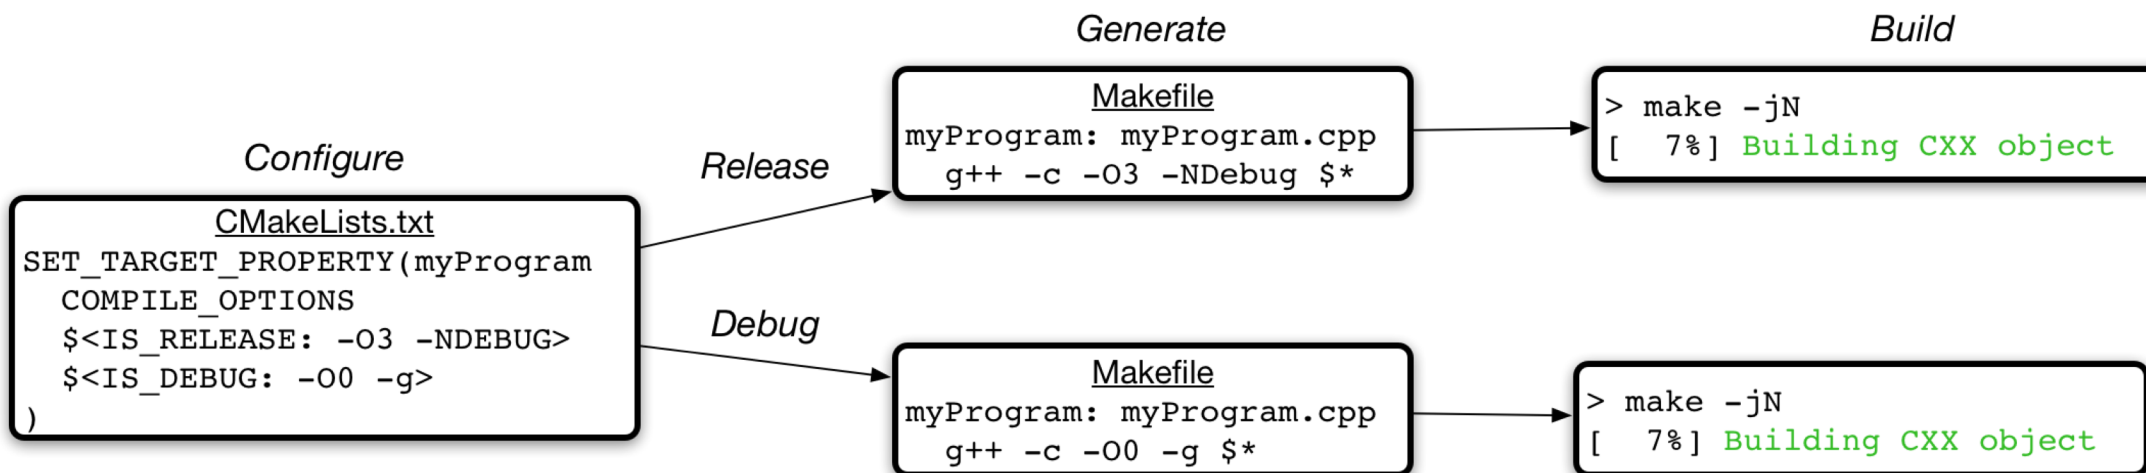 Configure
CMakeLists.txt
SET_TARGET_PROPERTY(myProgram
  COMPILE_OPTIONS
  $<IS_RELEASE: -O3 -NDEBUG>
  $<IS_DEBUG: -O0 -g>
)
Release
Debug
Generate
Makefile
myProgram: myProgram.cpp
  g++ -c -O3 -NDebug $*
Makefile
myProgram: myProgram.cpp
  g++ -c -O0 -g $*
Build
> make -jN
[  7%] Building CXX object
> make -jN
[  7%] Building CXX object